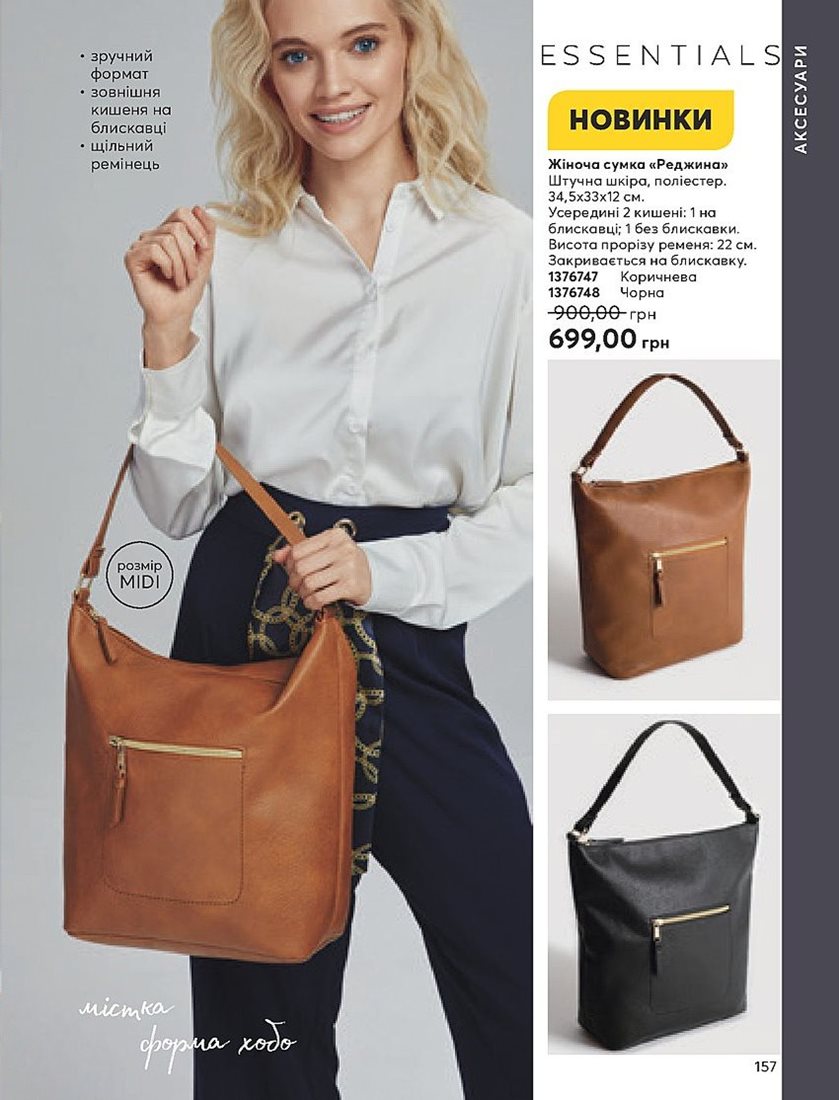 • зручний
формат
• зовнішня
кишеня на
блискавці
• щільний
ремінець
розмір
MIDI
містка
форма хобо
ESSENTIALS
НОВИНКИ
Жіноча сумка «Реджина»
Штучна шкіра, поліестер.
34,5х33х12 см.
Усередині 2 кишені: 1 на
блискавці; 1 без блискавки.
Висота прорізу ременя: 22 см.
Закривається на блискавку.
1376747 Коричнева
1376748 Чорна
900,00 грн
699,00 грн
АКСЕСУАРИ
157